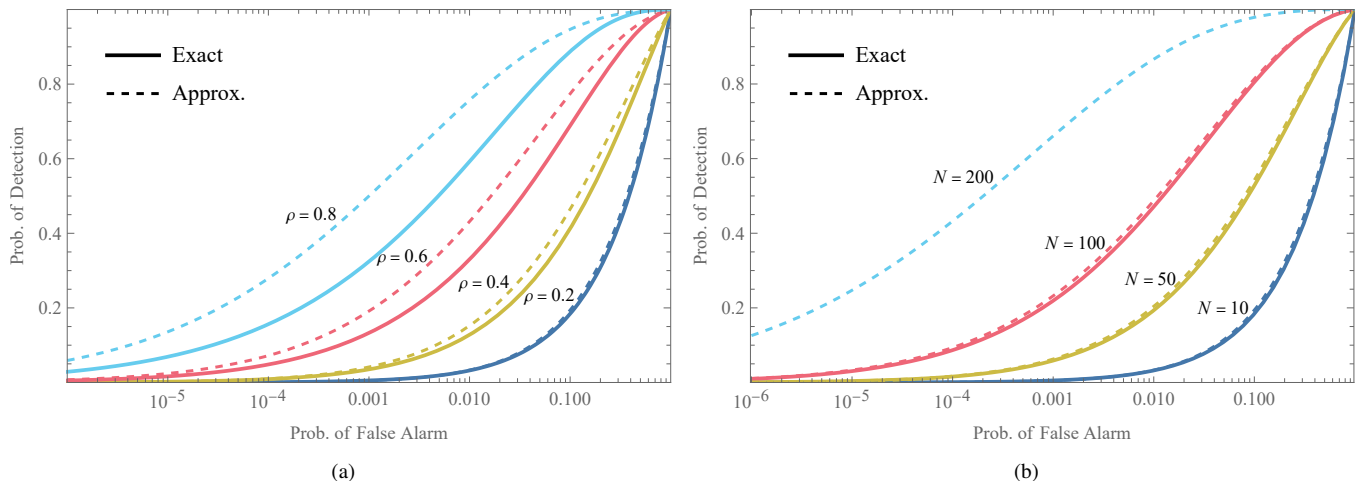 Exact
Approx.
0.8
0.6
0.4
0.2
Prob. of Detection
ρ = 0.8
ρ = 0.6
ρ = 0.4
ρ = 0.2
10⁻⁵
10⁻⁴
0.001
0.010
0.100
Prob. of False Alarm
(a)
Exact
Approx.
0.8
0.6
0.4
0.2
Prob. of Detection
N = 200
N = 100
N = 50
N = 10
10⁻⁶
10⁻⁵
10⁻⁴
0.001
0.010
0.100
Prob. of False Alarm
(b)